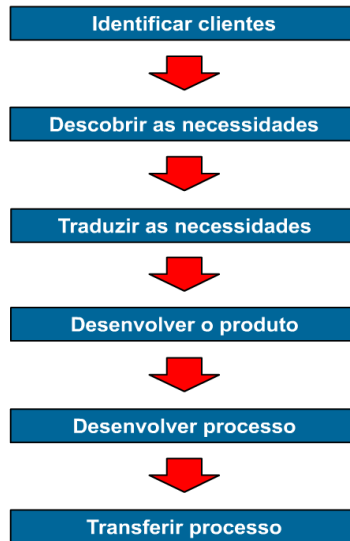 Identificar clientes
Descobrir as necessidades
Traduzir as necessidades
Desenvolver o produto
Desenvolver processo
Transferir processo